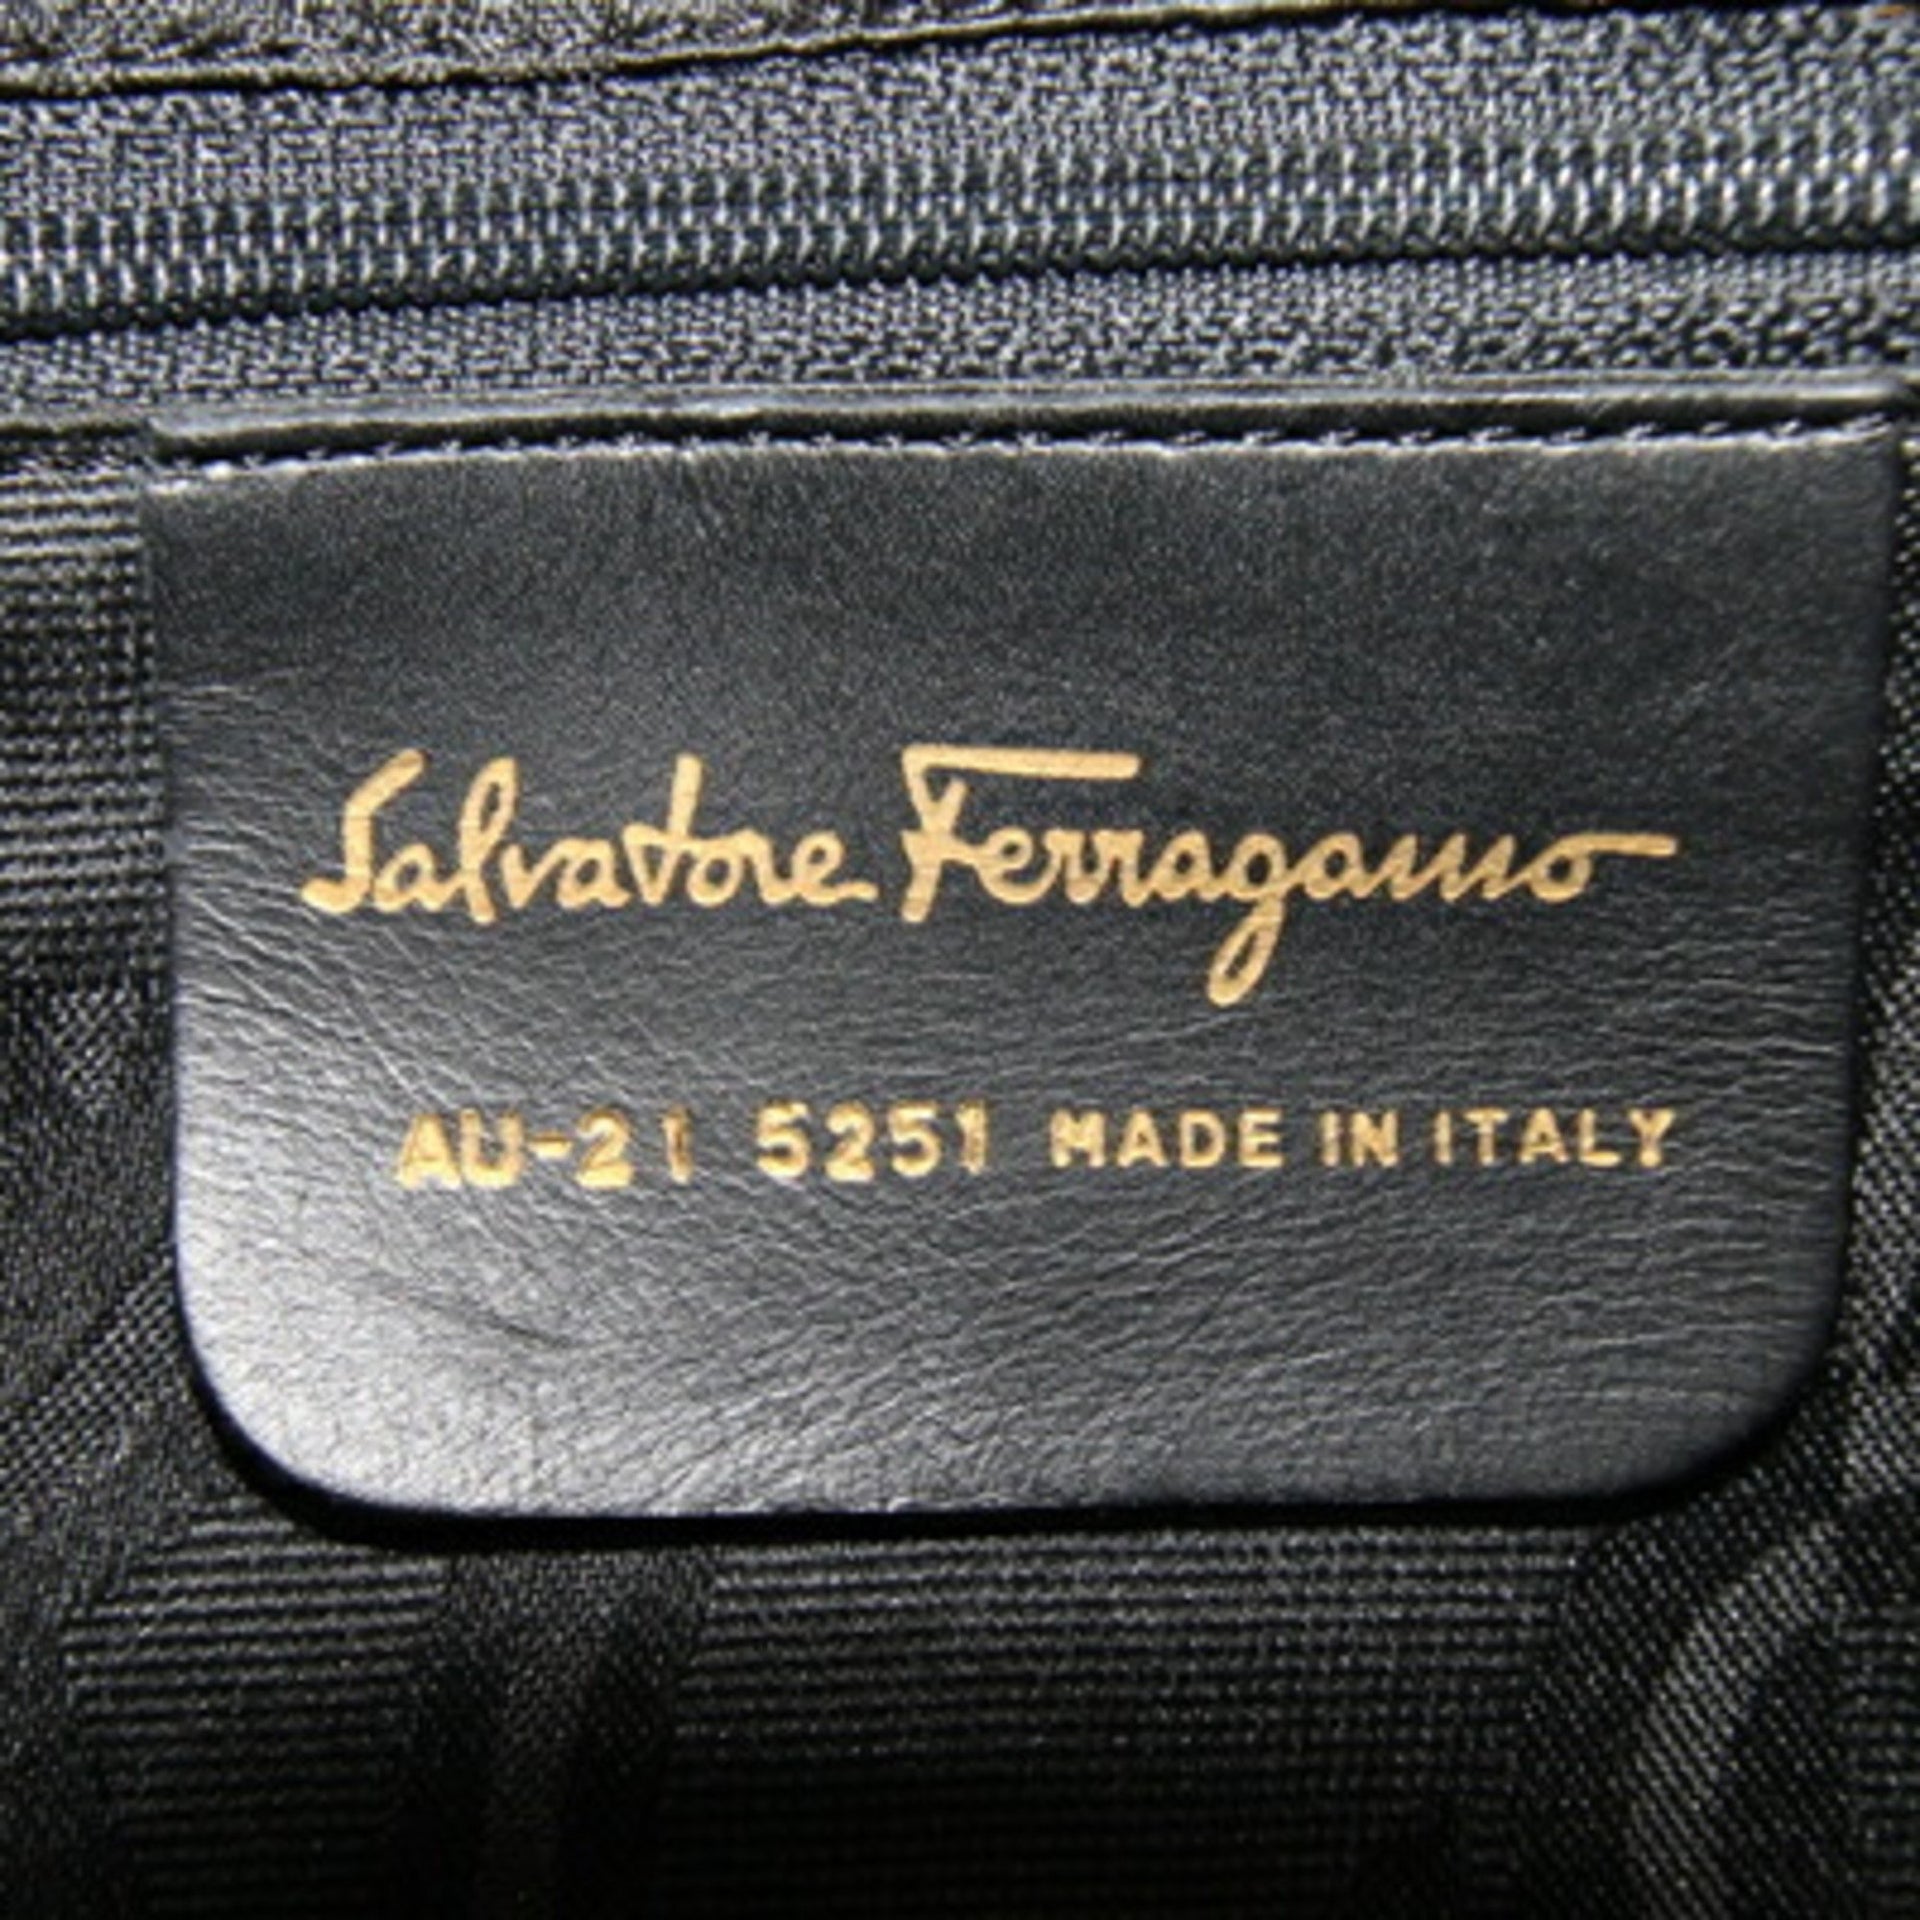 Salvatore Ferragamo
AU-21 5251 MADE IN ITALY